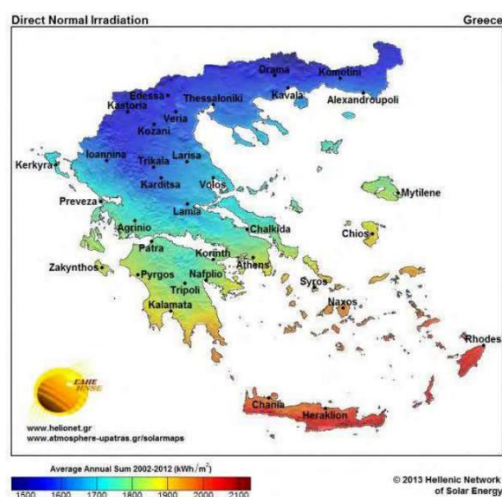 Direct Normal Irradiation
Greece
Drama
Komotini
Edessa
Kavala
Kastoria
Thessaloniki
Alexandroupoli
Veria
Kozani
Ioannina
Larisa
Kerkyra
Trikala
Karditsa
Volos
Mytilene
Preveza
Lamia
Agrinio
Chalkida
Chios
Patra
Korinth
Athens
Zakynthos
Pyrgos
Nafplio
Tripoli
Syros
Naxos
Kalamata
Rhodes
Chania
Heraklion
www.helionet.gr
www.atmosphere-upatras.gr/solarmaps
Average Annual Sum 2002-2012 (kWh / m²)
1500 1600 1700 1800 1900 2000 2100
© 2013 Hellenic Network
of Solar Energy